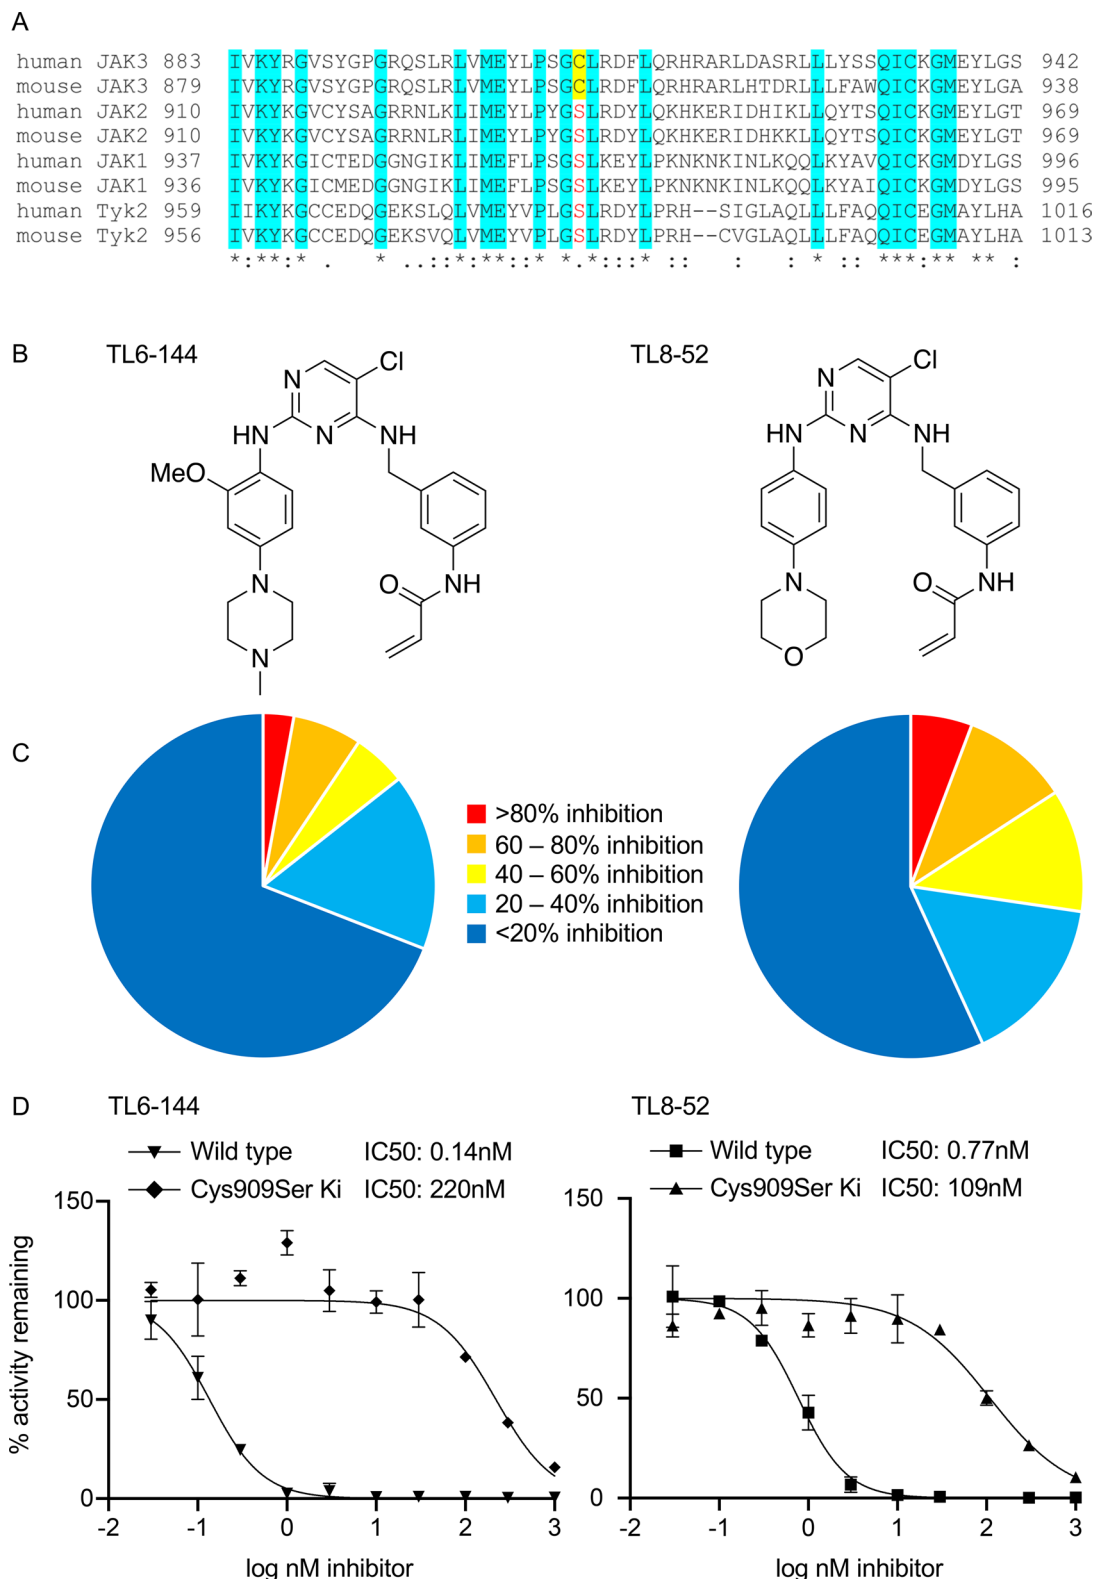 A
human JAK3 883 IVKYRGVSYGPGRQSLRLVMEYLPSGCLRDFLQRHRARLDASRLLLYSSQICKGMEYLGS 942
mouse JAK3 879 IVKYRGVSYGPGRQSLRLVMEYLPSGCLRDFLQRHRARLHTDRLLLFAWQICKGMEYLGA 938
human JAK2 910 IVKYKGVCYSAGRRNLKLIMEYLPYGSLRDYLQKHKERIDHIKLLQYTSQICKGMEYLGT 969
mouse JAK2 910 IVKYKGVCYSAGRRNLRLIMEYLPYGSLRDYLQKHKERIDHKKLLQYTSQICKGMEYLGT 969
human JAK1 937 IVKYKGICTEDGGNGIKLIMEFLPSGSLKEYLPKNKNKINLKQQLKYAVQICKGMDYLGS 996
mouse JAK1 936 IVKYKGICMEDGGNGIKLIMEFLPSGSLKEYLPKNKNKINLKQQLKYAIQICKGMDYLGS 995
human Tyk2 959 IIKYKGCCEDQGEKSLQLVMEYVPLGSLRDYLPRH--SIGLAQLLLFAQQICEGMAYLHA 1016
mouse Tyk2 956 IVKYKGCCEDQGEKSVQLVMEYVPLGSLRDYLPRH--CVGLAQLLLFAQQICEGMAYLHA 1013
*:**:* . * ..::*:**::* *.*:::* :: : : * :: ***:** ** :
B TL6-144 TL8-52
N Cl N Cl
HN N NH HN N NH
MeO
N O NH N O NH
N O
C
>80% inhibition
60 – 80% inhibition
40 – 60% inhibition
20 – 40% inhibition
<20% inhibition
D TL6-144 TL8-52
Wild type IC50: 0.14nM Wild type IC50: 0.77nM
Cys909Ser Ki IC50: 220nM Cys909Ser Ki IC50: 109nM
% activity remaining
150 150
100 100
50 50
0 0
-2 -1 0 1 2 3 -2 -1 0 1 2 3
log nM inhibitor log nM inhibitor